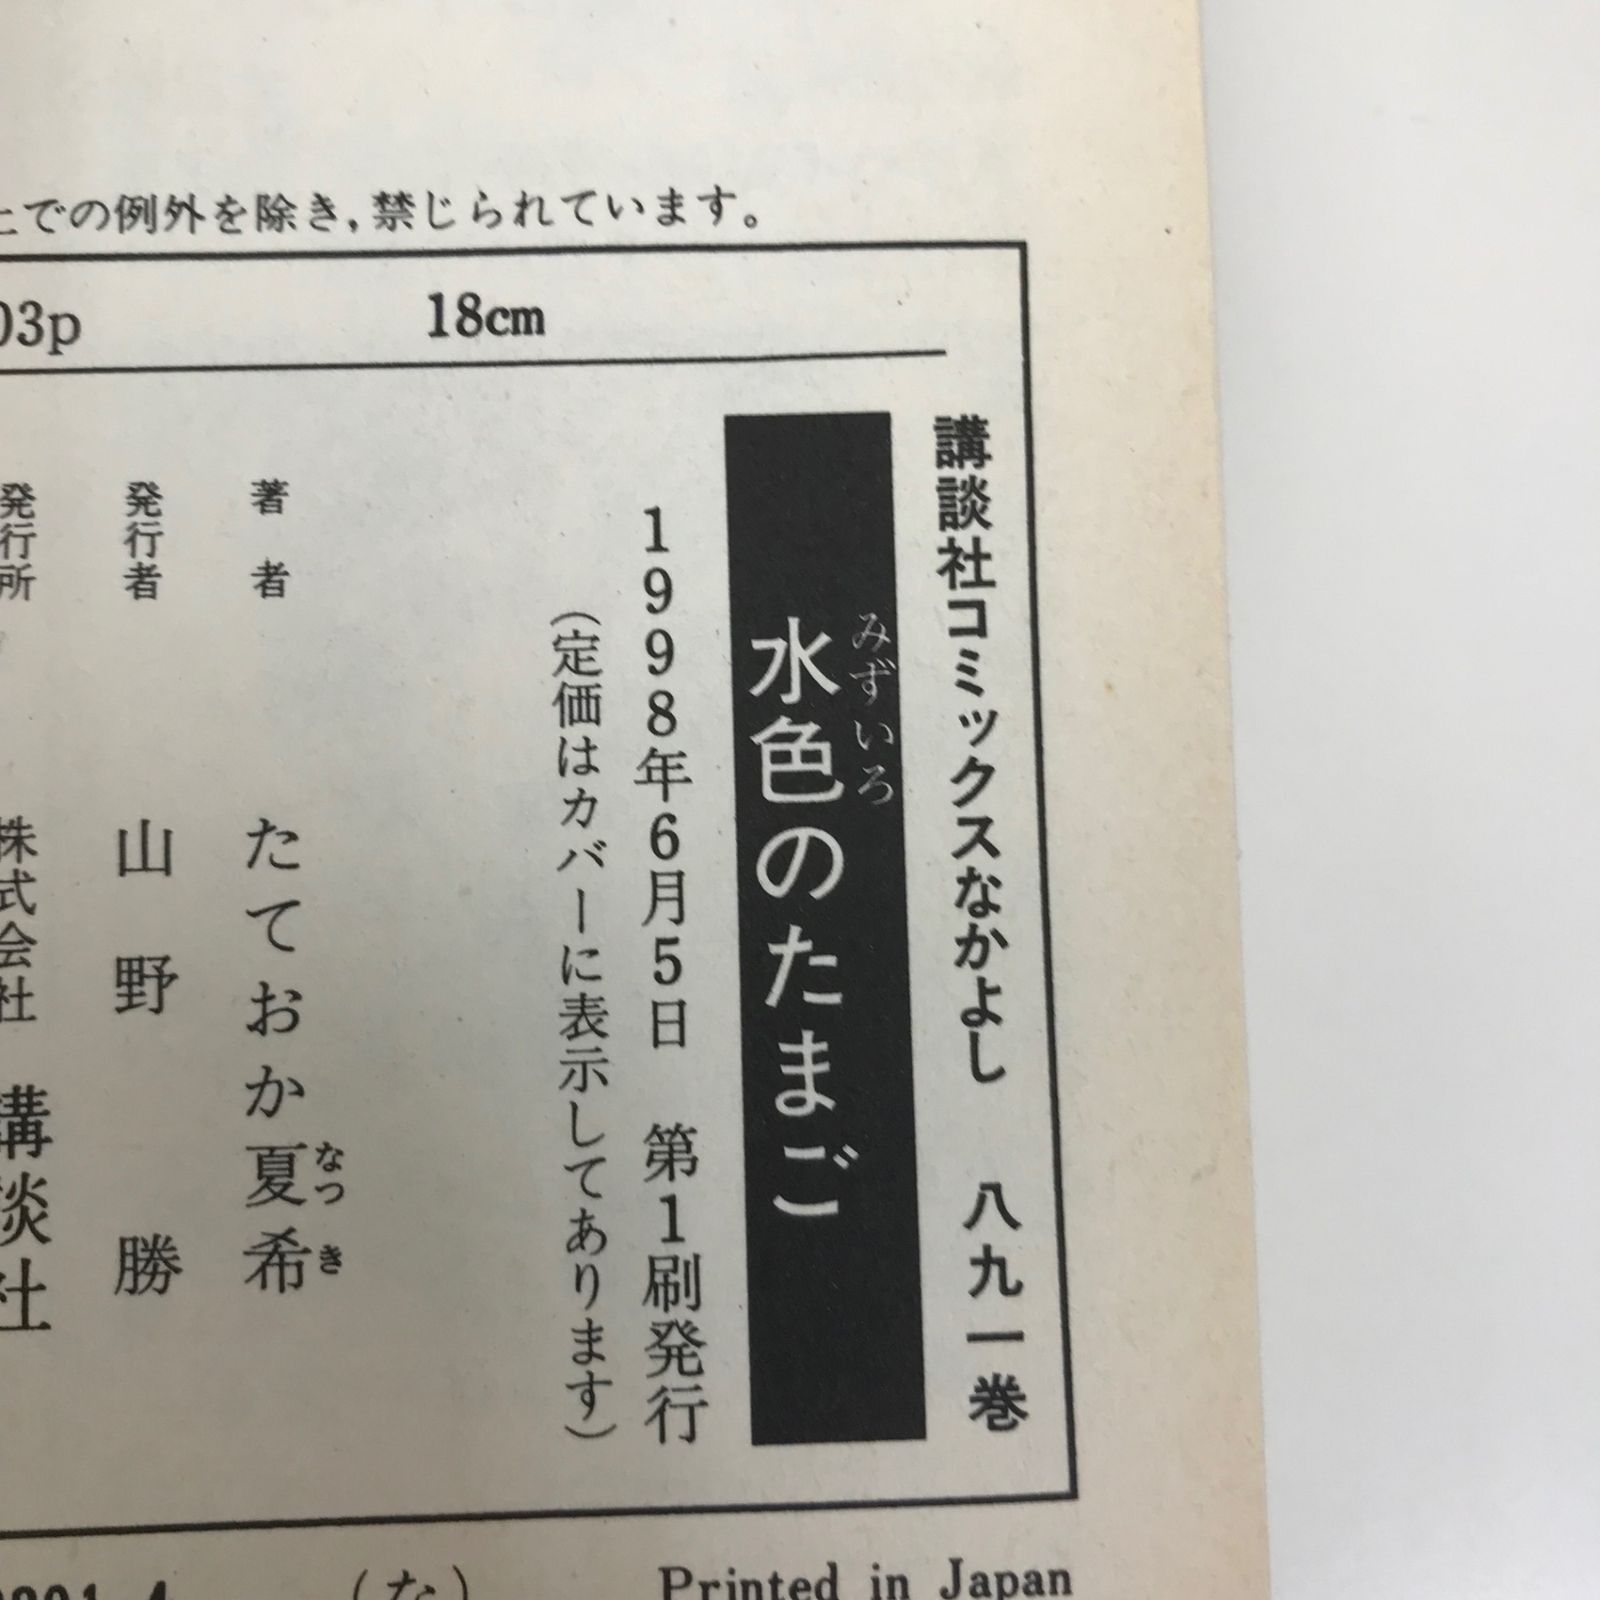 上での例外を除き,禁じられています。
03p 18cm
講談社コミックスなかよし 八九一巻
みずいろ
水色のたまご
1998年6月5日 第1刷発行
(定価はカバーに表示してあります)
著者 たておか夏希
なつき
発行者 山野 勝
発行所 株式会社 講談社
(な) Printed in Japan